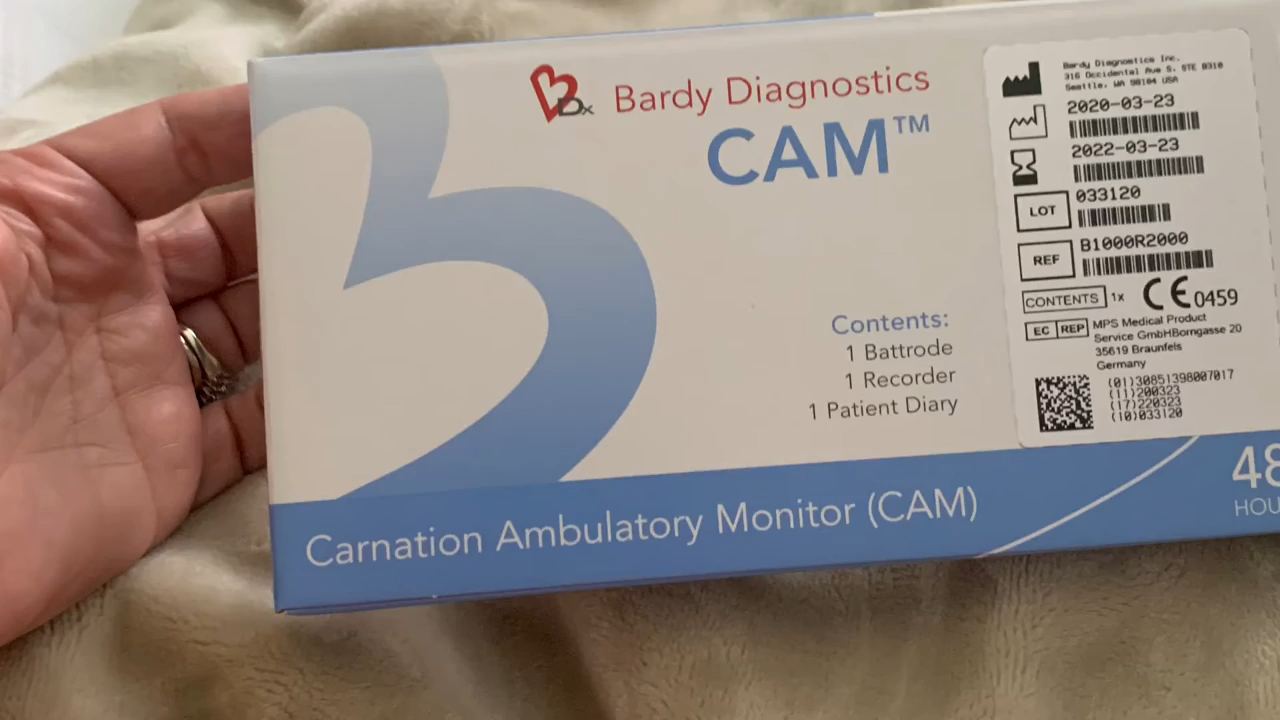 BDx Bardy Diagnostics
CAM™
Contents:
1 Battrode
1 Recorder
1 Patient Diary
Carnation Ambulatory Monitor (CAM)
48
HOU
Bardy Diagnostics Inc.
316 Occidental Ave S. STE B310
Seattle, WA 98104 USA
2020-03-23
2022-03-23
LOT 033120
REF B1000R2000
CONTENTS 1x CE 0459
EC REP MPS Medical Product
Service GmbHBorngasse 20
35619 Braunfels
Germany
(01)30851398007017
(11)200323
(17)220323
(10)033120